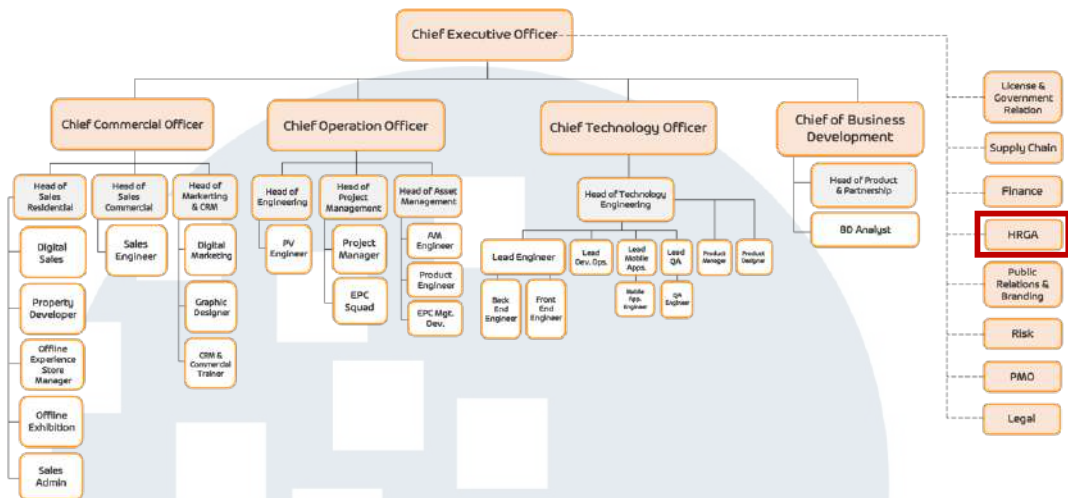 Chief Executive Officer
Chief Commercial Officer
Chief Operation Officer
Chief Technology Officer
Chief of Business
Development
License &
Government
Relation
Supply Chain
Finance
HRGA
Public
Relations &
Branding
Risk
PMO
Legal
Head of
Sales
Residential
Head of
Sales
Commercial
Head of
Markerting
& CRM
Head of
Engineering
Head of
Project
Management
Head of Asset
Management
Head of Technology
Engineering
Head of Product
& Partnership
BD Analyst
Digital
Sales
Property
Developer
Offline
Experience
Store
Manager
Offline
Exhibition
Sales
Admin
Sales
Engineer
Digital
Marketing
Graphic
Designer
CRM &
Commercial
Trainer
PV
Engineer
Project
Manager
EPC
Squad
AM
Engineer
Product
Engineer
EPC Mgt.
Dev.
Lead Engineer
Lead
Dev. Ops.
Lead
Mobile
Apps.
Lead
QA
Product
Manager
Product
Designer
Back
End
Engineer
Front
End
Engineer
Mobile
App.
Engineer
QA
Engineer